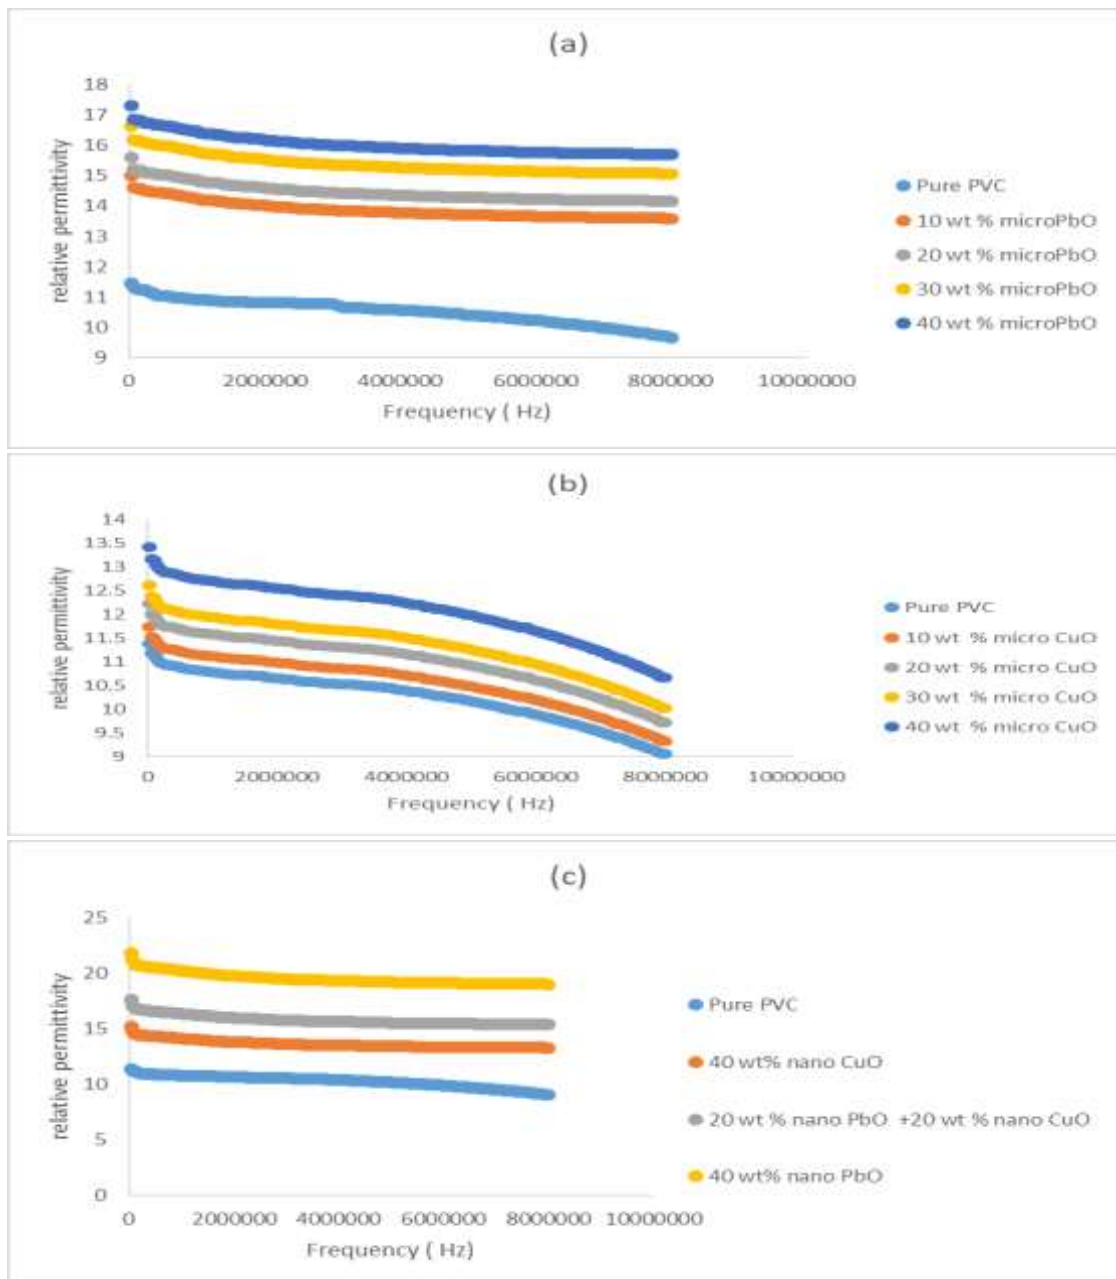 (a)
18
17
16
15
14
13
12
11
10
9
relative permittivity
0 2000000 4000000 6000000 8000000 10000000
Frequency ( Hz)
Pure PVC
10 wt % microPbO
20 wt % microPbO
30 wt % microPbO
40 wt % microPbO
(b)
14
13.5
13
12.5
12
11.5
11
10.5
10
9.5
9
relative permittivity
0 2000000 4000000 6000000 8000000 10000000
Frequency ( Hz)
Pure PVC
10 wt % micro CuO
20 wt % micro CuO
30 wt % micro CuO
40 wt % micro CuO
(c)
25
20
15
10
5
0
relative permittivity
0 2000000 4000000 6000000 8000000 10000000
Frequency ( Hz)
Pure PVC
40 wt% nano CuO
20 wt % nano PbO +20 wt % nano CuO
40 wt% nano PbO